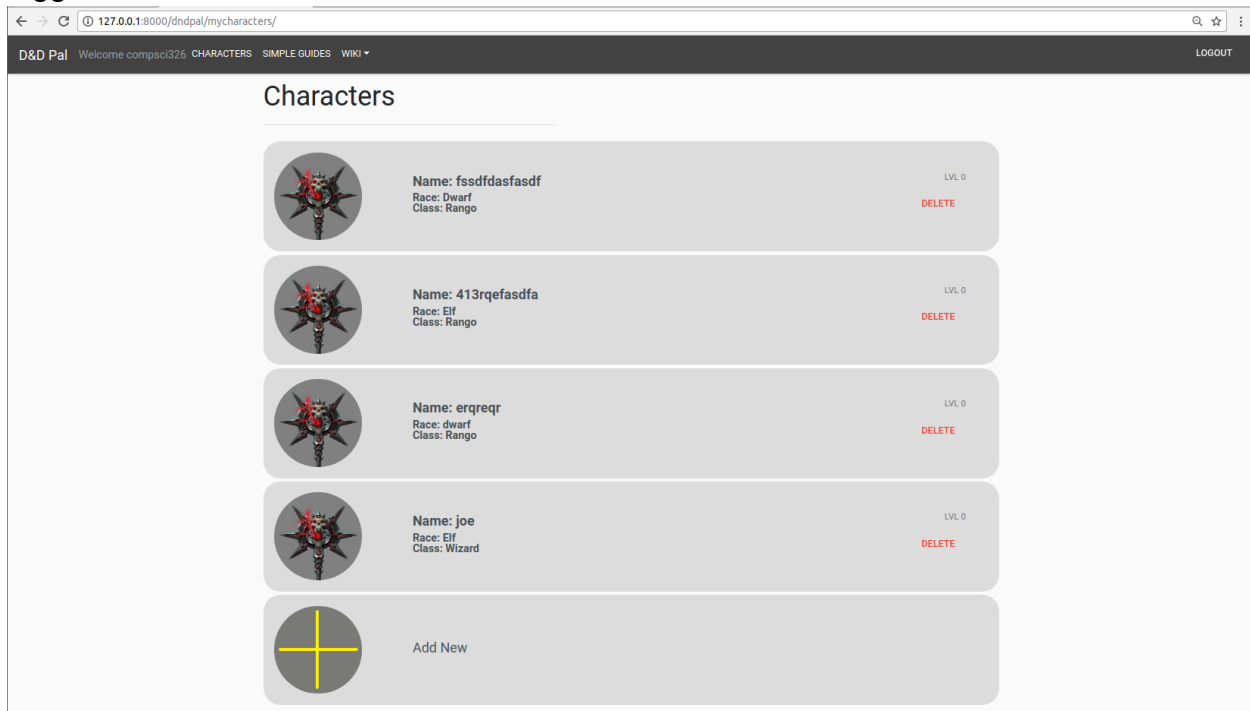 127.0.0.1:8000/dndpal/mycharacters/
D&D Pal Welcome compsci326 CHARACTERS SIMPLE GUIDES WIKI LOGOUT
Characters
Name: fssdfdasfasdf
Race: Dwarf
Class: Rango
LVL 0
DELETE
Name: 413rqefasdfa
Race: Elf
Class: Rango
LVL 0
DELETE
Name: erqreqr
Race: dwarf
Class: Rango
LVL 0
DELETE
Name: joe
Race: Elf
Class: Wizard
LVL 0
DELETE
Add New